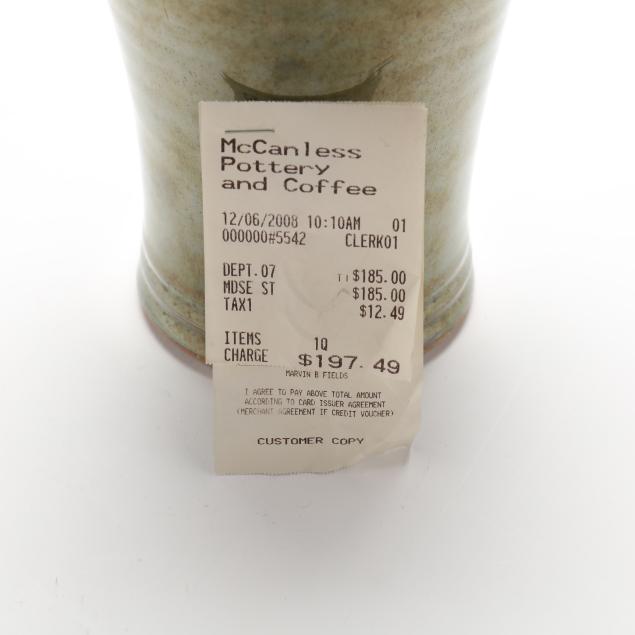 McCanless
Pottery
and Coffee
12/06/2008 10:10AM 01
000000#5542 CLERK01
DEPT.07 T1 $185.00
MDSE ST $185.00
TAX1 $12.49
ITEMS 1Q
CHARGE $197.49
MARVIN B FIELDS
I AGREE TO PAY ABOVE TOTAL AMOUNT
ACCORDING TO CARD ISSUER AGREEMENT
(MERCHANT AGREEMENT IF CREDIT VOUCHER)
CUSTOMER COPY